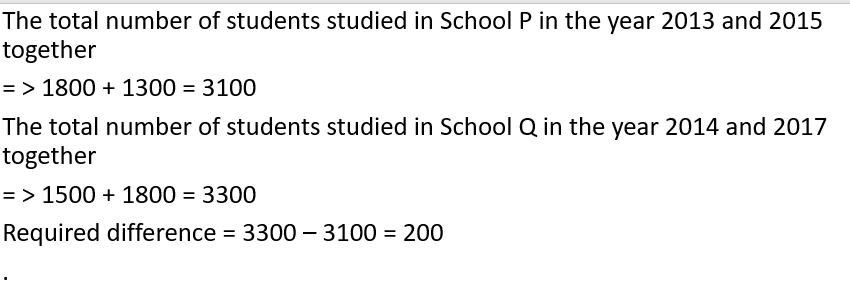 The total number of students studied in School P in the year 2013 and 2015
together
= > 1800 + 1300 = 3100
The total number of students studied in School Q in the year 2014 and 2017
together
= > 1500 + 1800 = 3300
Required difference = 3300 – 3100 = 200
.